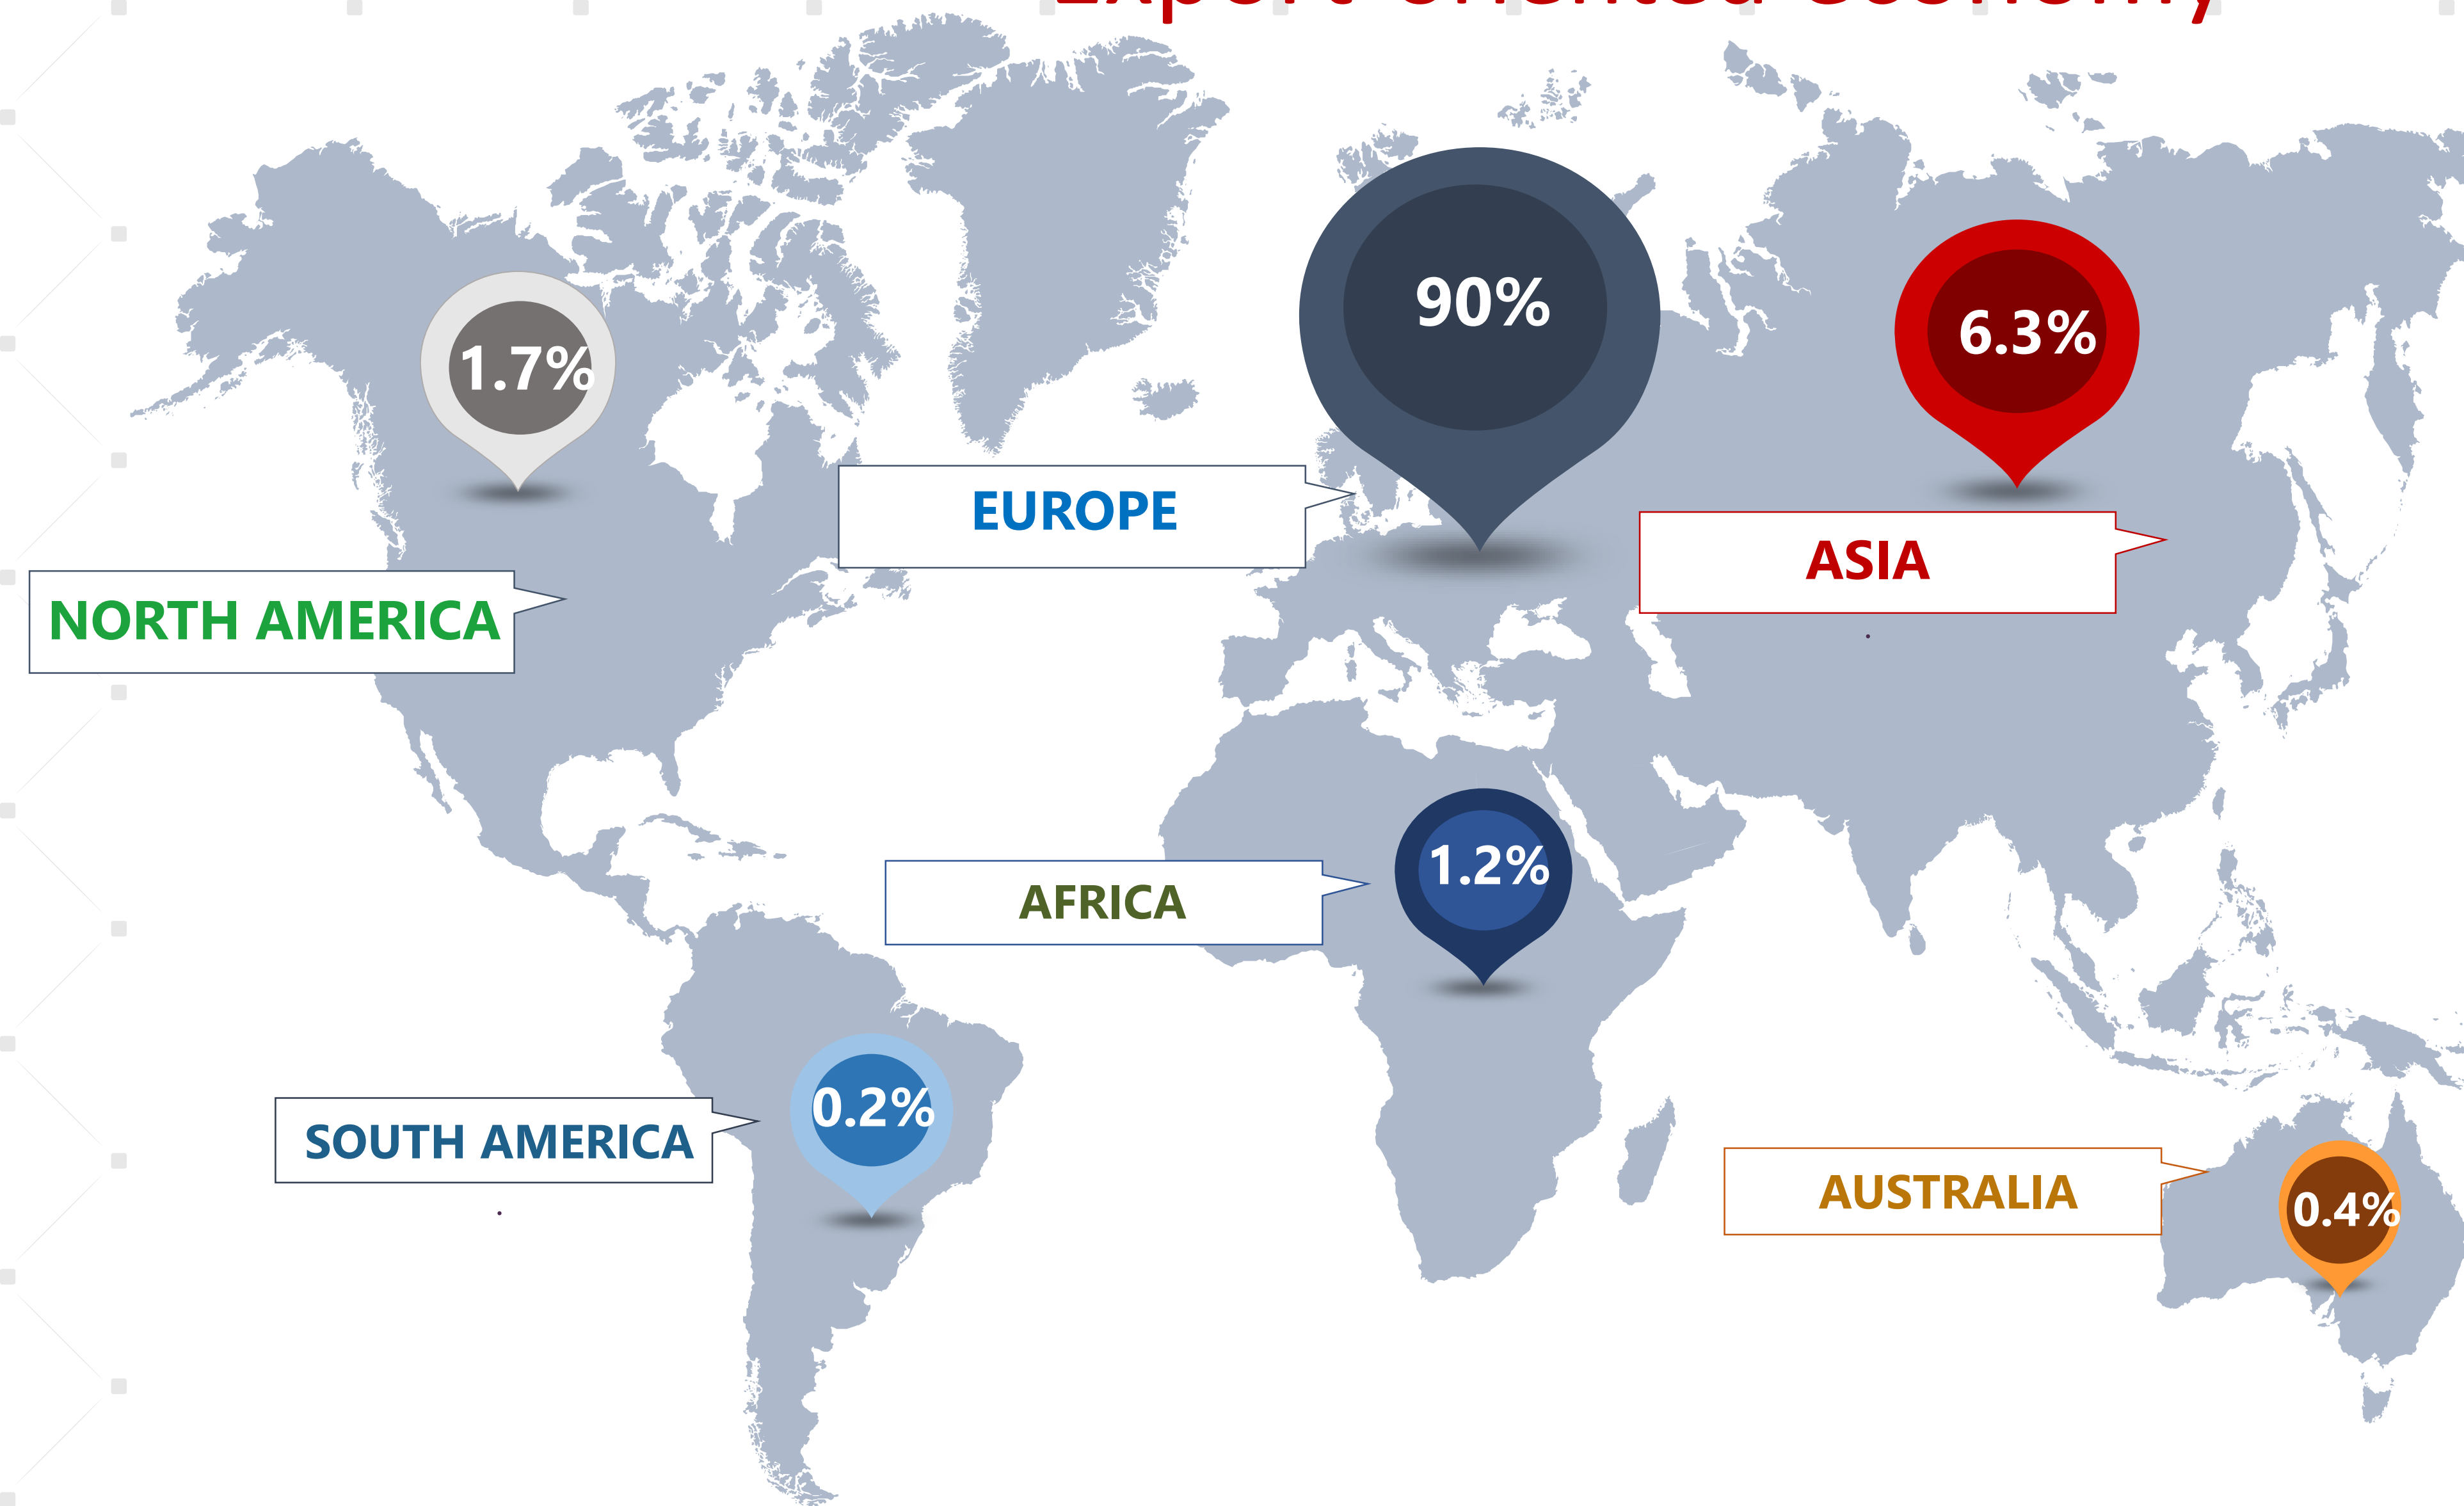 90%
6.3%
1.7%
EUROPE
ASIA
NORTH AMERICA
1.2%
AFRICA
0.2%
SOUTH AMERICA
AUSTRALIA
0.4%